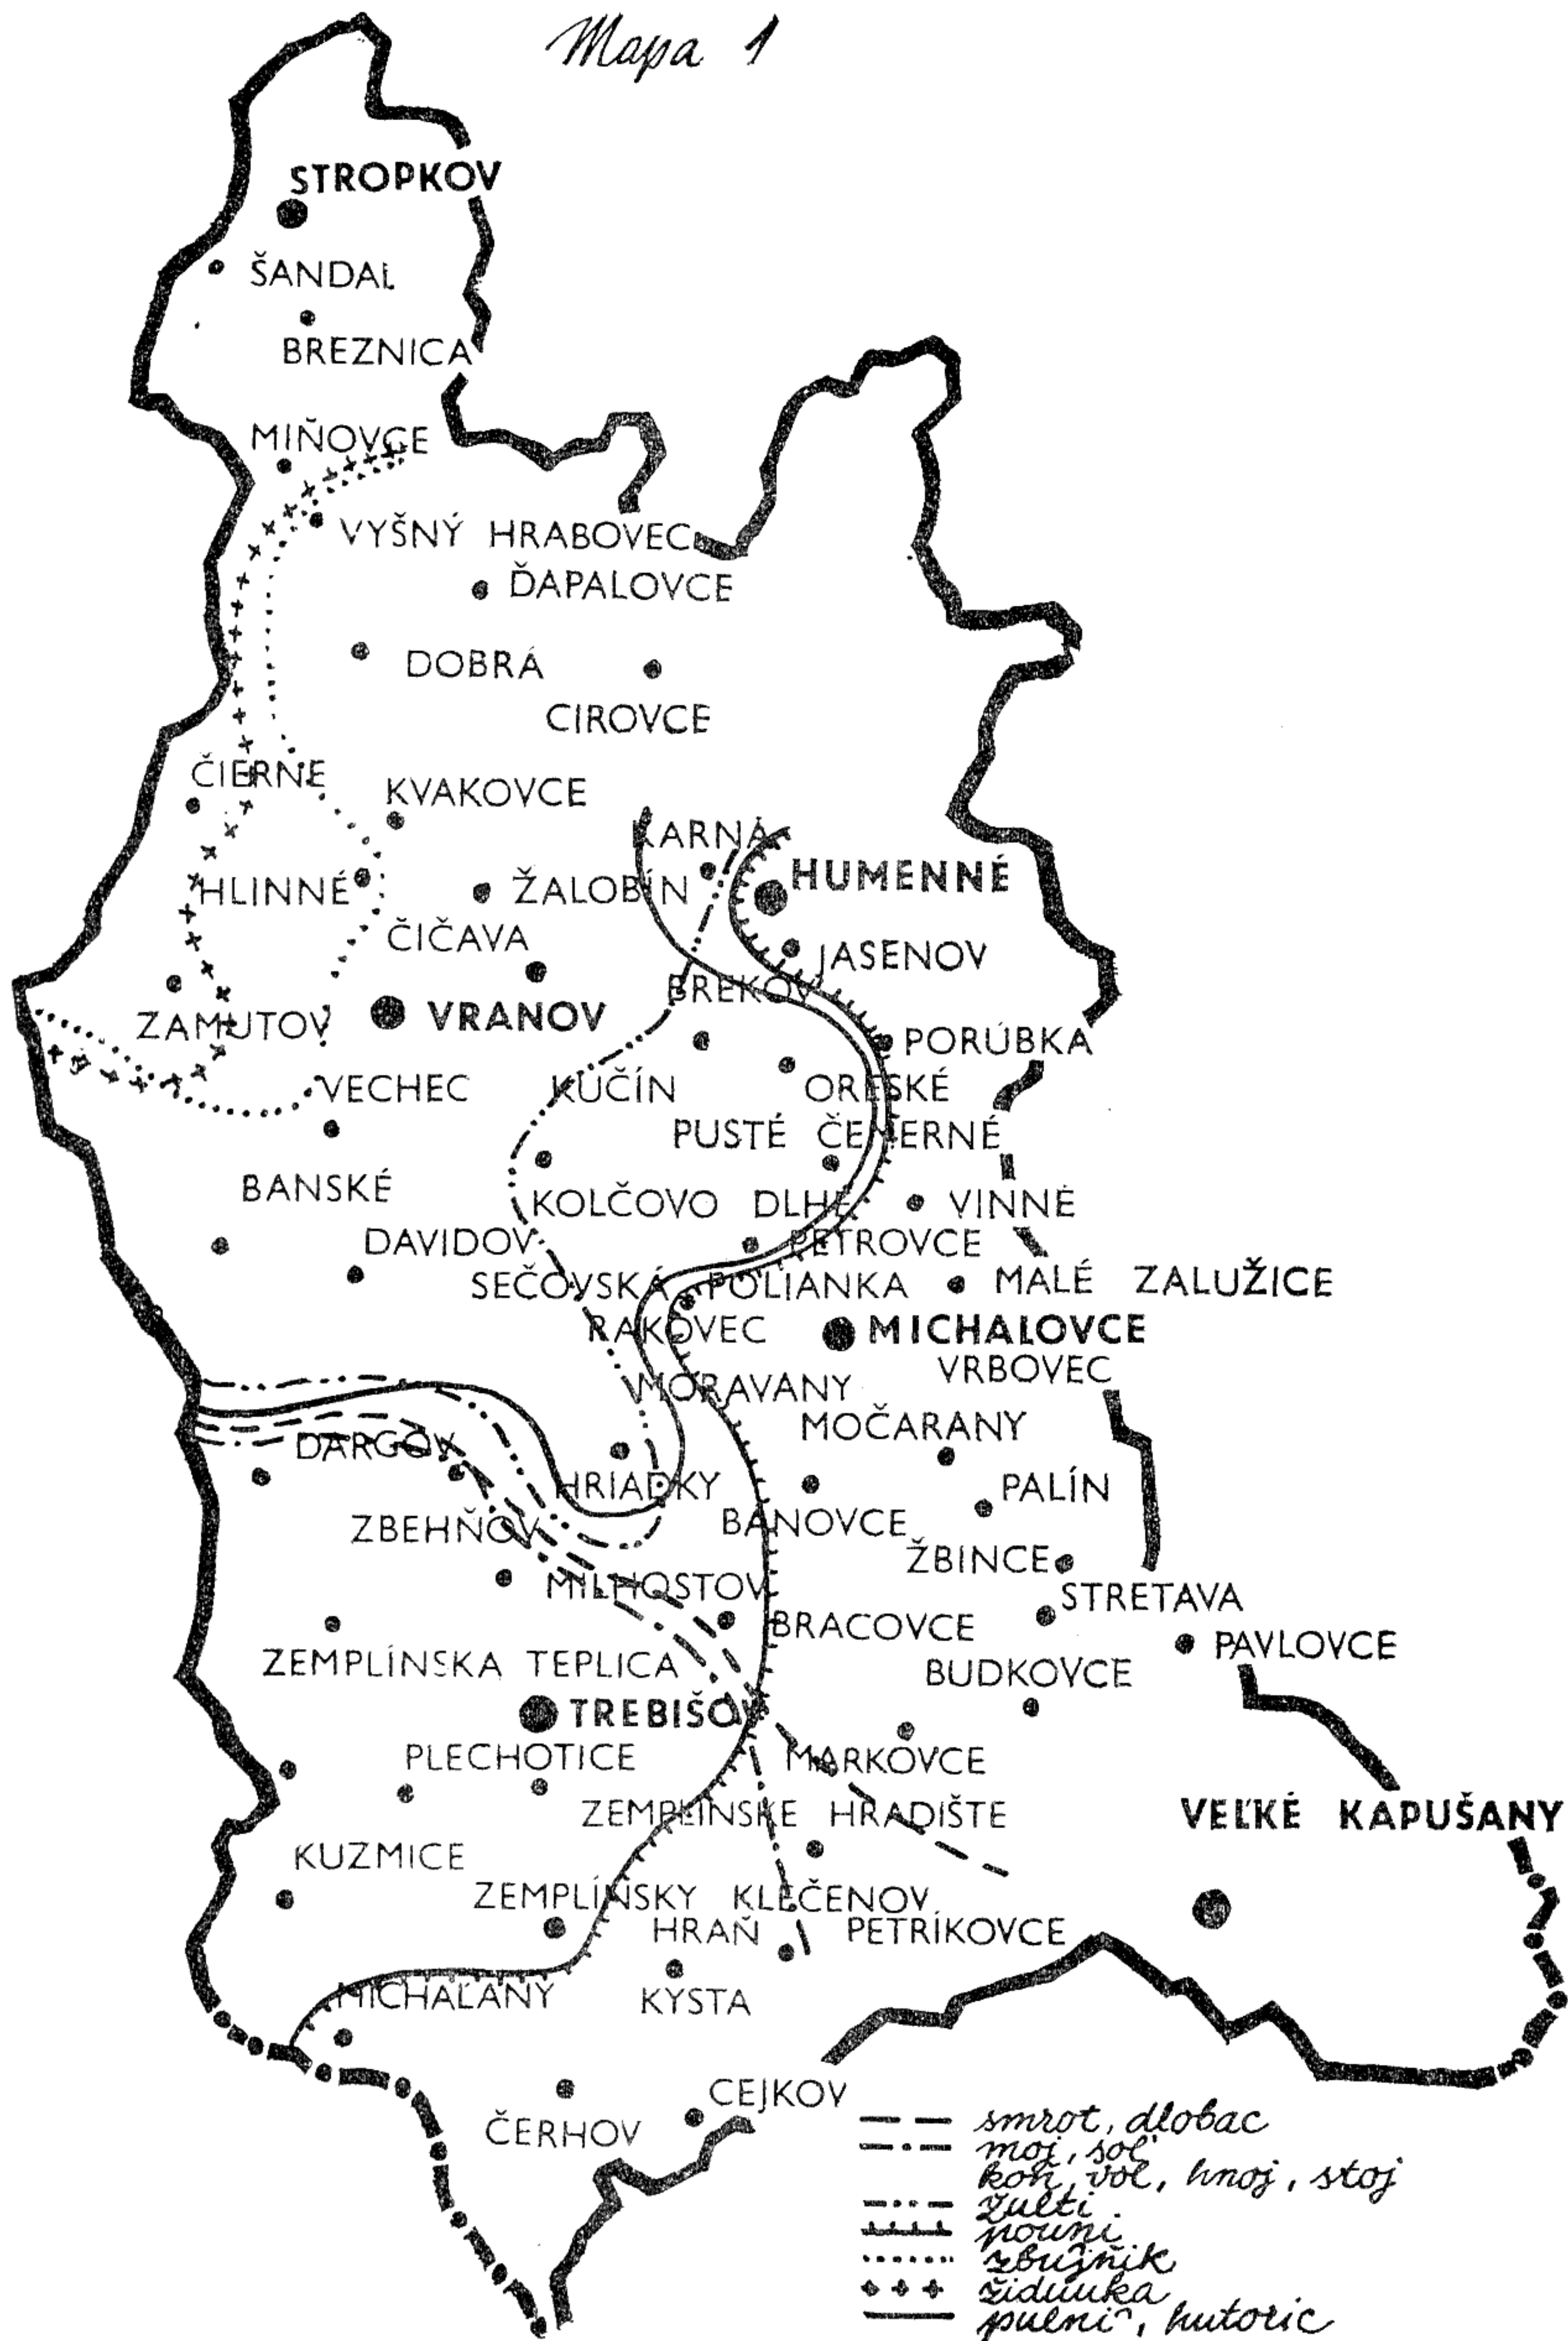 Mapa 1
STROPKOV
ŠANDAL
BREZNICA
MIŇOVCE
VYŠNÝ HRABOVEC
ĎAPALOVCE
DOBRÁ
CIROVCE
ČIERNE
KVAKOVCE
KARNÁ
HUMENNÉ
HLINNÉ
ŽALOBÍN
ČIČAVA
JASENOV
BREKOV
ZAMUTOV
VRANOV
PORÚBKA
VECHEC
KUČÍN
ORESKÉ
PUSTÉ ČEMERNÉ
BANSKÉ
KOLČOVO DLHÉ
VINNÉ
DAVIDOV
PETROVCE
SEČOVSKÁ POLIANKA
MALÉ ZALUŽICE
RAKOVEC
MICHALOVCE
VRBOVEC
MORAVANY
MOČARANY
DARGOV
HRIADKY
PALÍN
ZBEHŇOV
BANOVCE
ŽBINCE
MILHOSTOV
STRETAVA
BRACOVCE
PAVLOVCE
ZEMPLÍNSKA TEPLICA
BUDKOVCE
TREBIŠOV
PLECHOTICE
MARKOVCE
ZEMPLÍNSKE HRADIŠTE
VEĽKÉ KAPUŠANY
KUZMICE
ZEMPLÍNSKY KLEČENOV
HRAŇ
PETRÍKOVCE
MICHAĽANY
KYSTA
CEJKOV
ČERHOV
smrot, dlobac
moj, soľ
koň, vol, hnoj, stoj
žulti
pouni
zbujňik
židuuka
pulni, hutoric